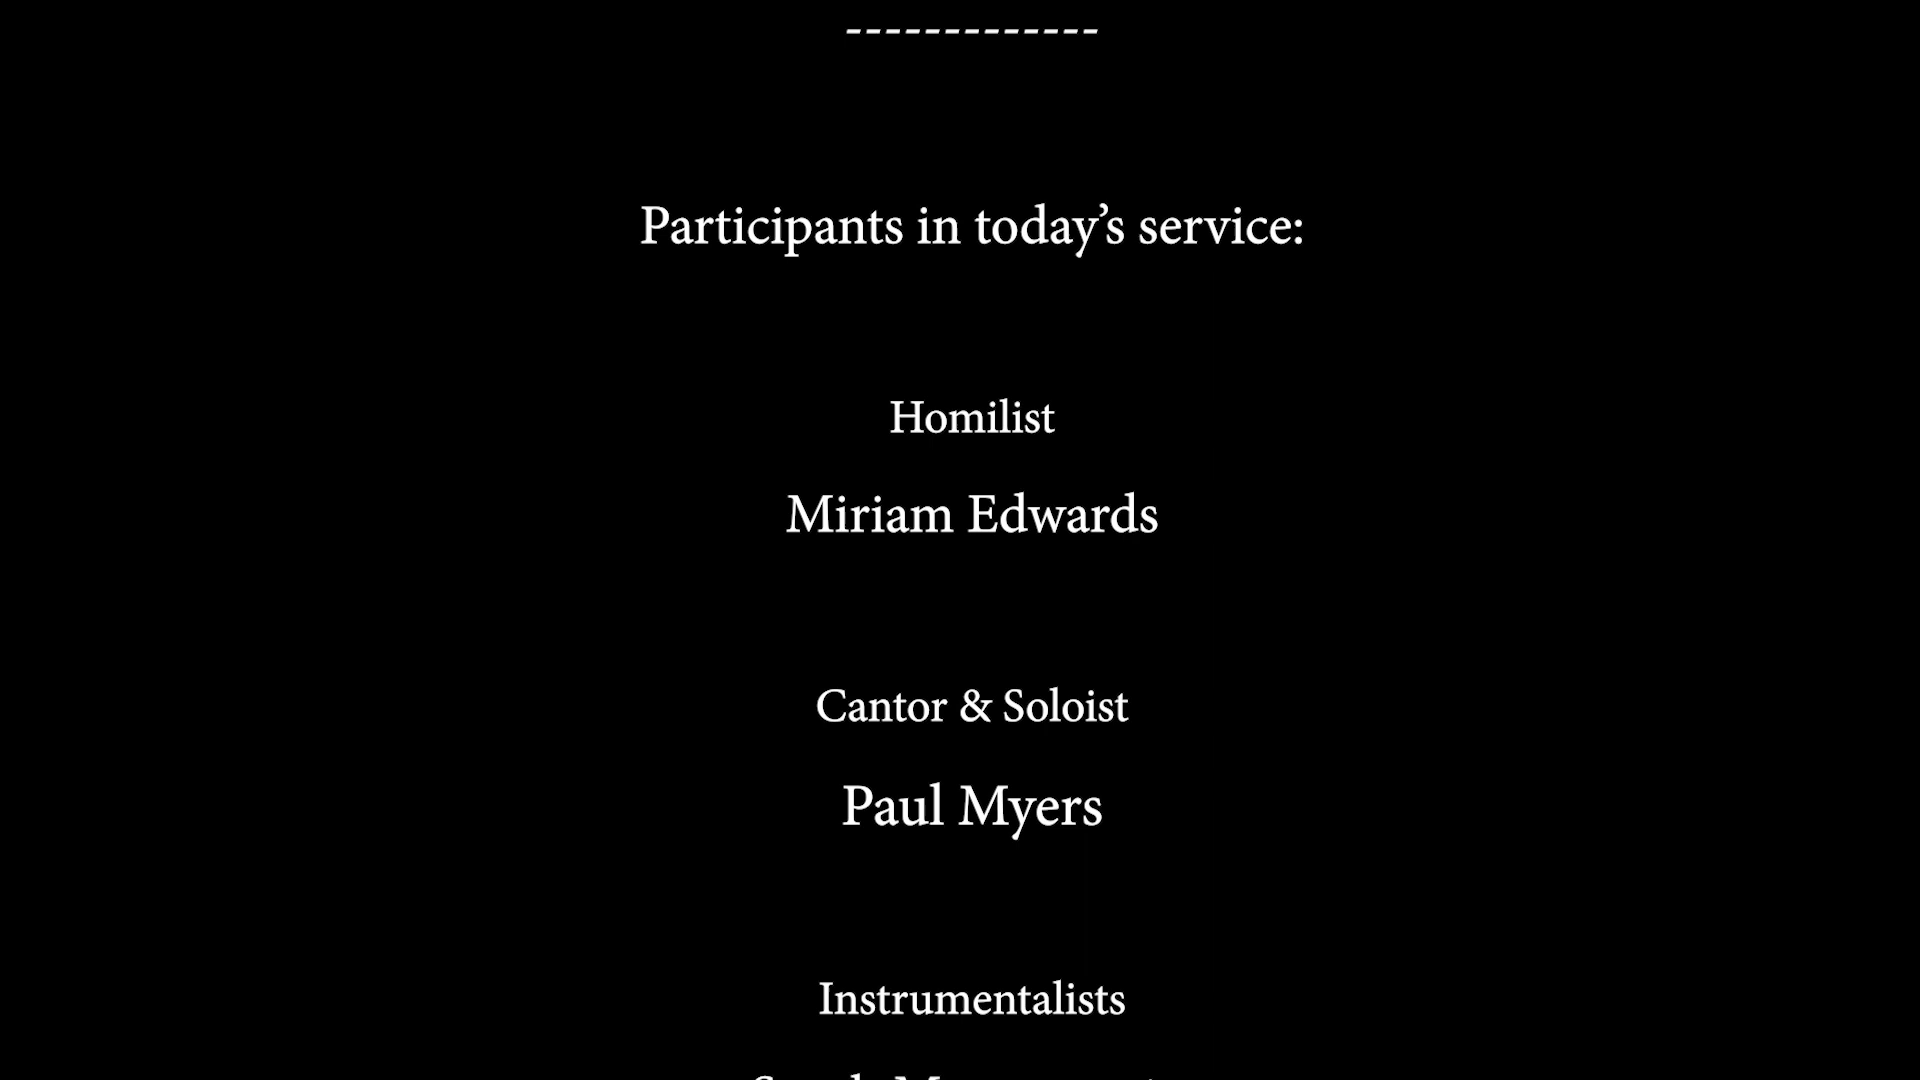 -------------
Participants in today’s service:
Homilist
Miriam Edwards
Cantor & Soloist
Paul Myers
Instrumentalists